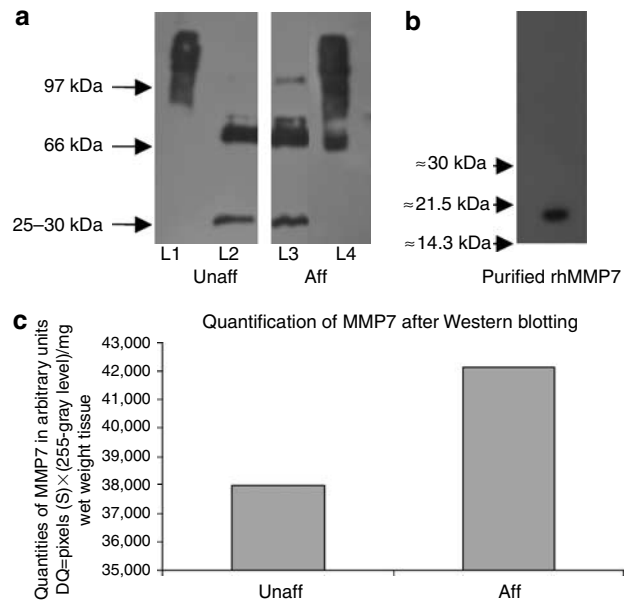 a
97 kDa
66 kDa
25–30 kDa
L1 L2 L3 L4
Unaff Aff
b
≈30 kDa
≈21.5 kDa
≈14.3 kDa
Purified rhMMP7
c
Quantification of MMP7 after Western blotting
Quantities of MMP7 in arbitrary units
DQ=pixels (S)×(255-gray level)/mg
wet weight tissue
43,000
42,000
41,000
40,000
39,000
38,000
37,000
36,000
35,000
Unaff Aff